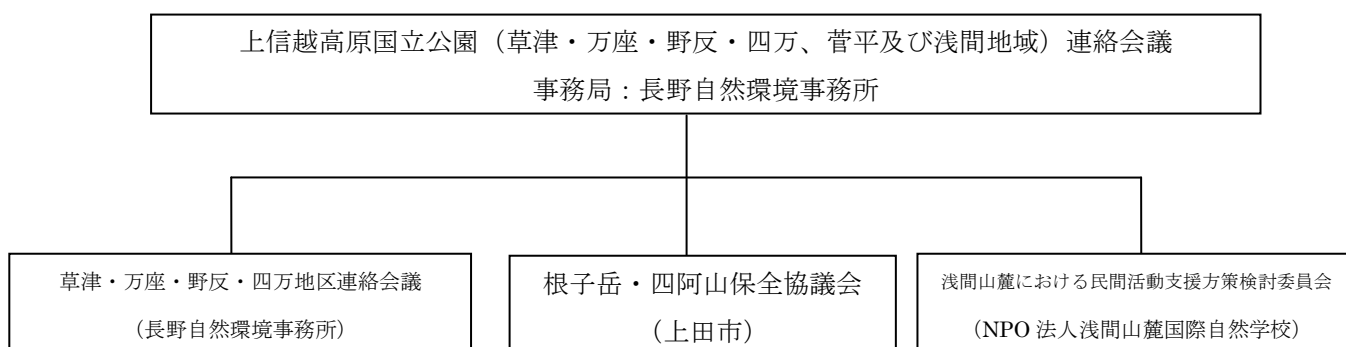 上信越高原国立公園（草津・万座・野反・四万、菅平及び浅間地域）連絡会議
事務局：長野自然環境事務所
草津・万座・野反・四万地区連絡会議
（長野自然環境事務所）
根子岳・四阿山保全協議会
（上田市）
浅間山麓における民間活動支援方策検討委員会
（NPO 法人浅間山麓国際自然学校）